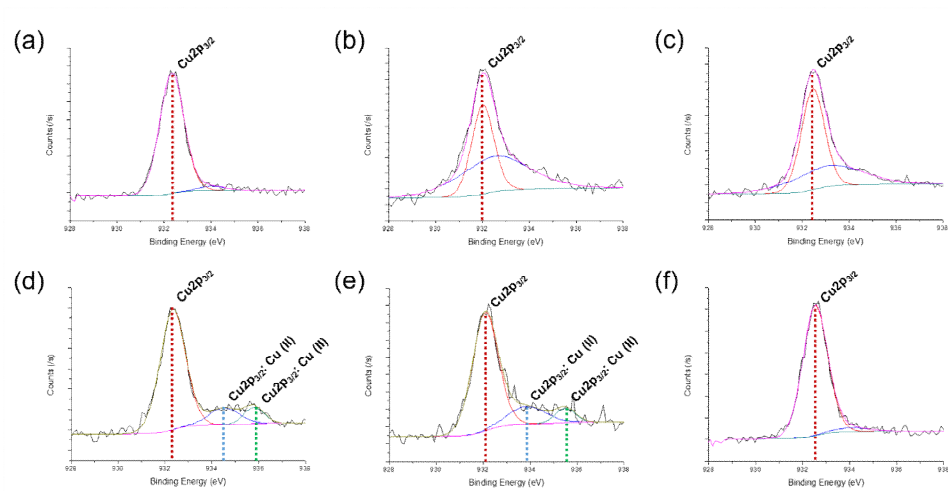 (a)
Cu2p3/2
Counts (/s)
928 930 932 934 936 938
Binding Energy (eV)
(b)
Cu2p3/2
Counts (/s)
928 930 932 934 936 938
Binding Energy (eV)
(c)
Cu2p3/2
Counts (/s)
928 930 932 934 936 938
Binding Energy (eV)
(d)
Cu2p3/2
Cu2p3/2: Cu (II)
Cu2p3/2: Cu (II)
Counts (/s)
928 930 932 934 936 938
Binding Energy (eV)
(e)
Cu2p3/2
Cu2p3/2: Cu (II)
Cu2p3/2: Cu (II)
Counts (/s)
928 930 932 934 936 938
Binding Energy (eV)
(f)
Cu2p3/2
Counts (/s)
928 930 932 934 936 938
Binding Energy (eV)